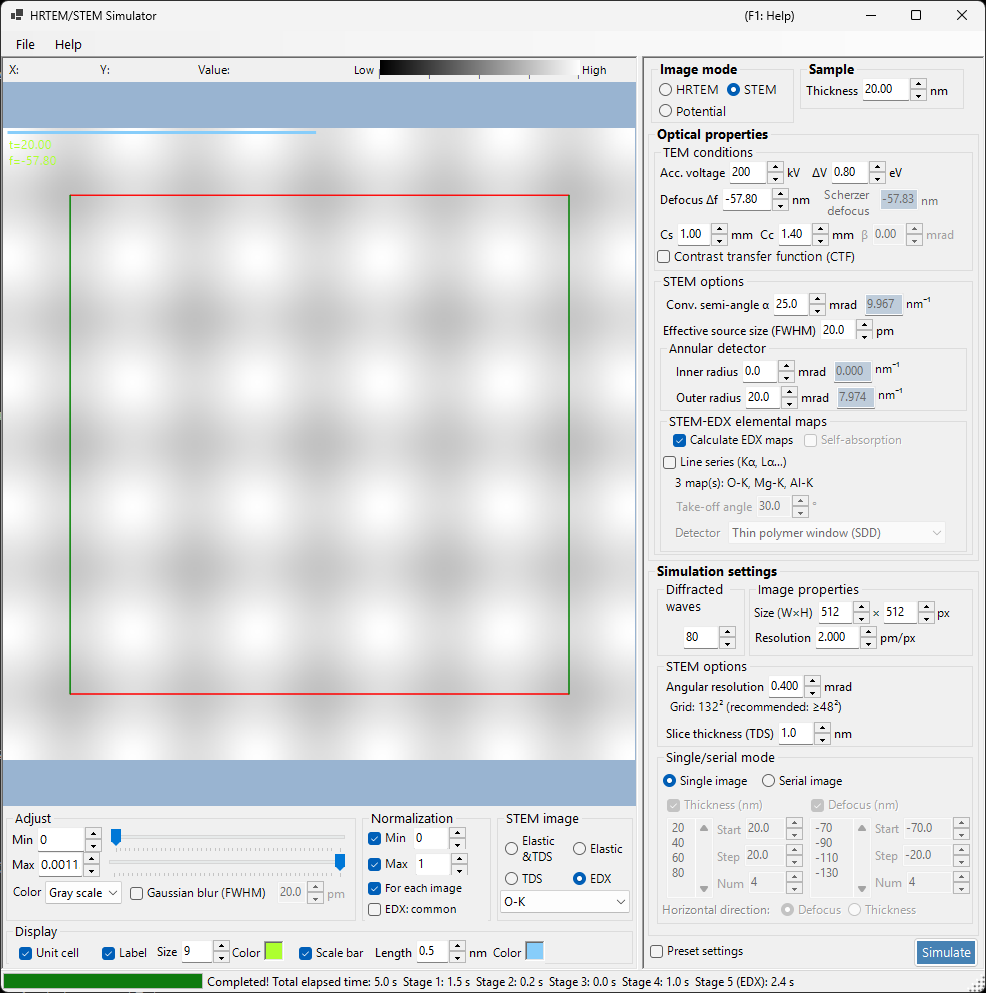 HRTEM/STEM Simulator (F1: Help)
File Help
X: Y: Value: Low High
t=20.00
f=-57.80
Adjust
Min 0
Max 0.0011
Color Gray scale Gaussian blur (FWHM) 20.0 pm
Normalization
Min 0
Max 1
For each image
EDX: common
STEM image
Elastic &TDS Elastic
TDS EDX
O-K
Display
Unit cell Label Size 9 Color Scale bar Length 0.5 nm Color
Image mode
HRTEM STEM
Potential
Sample
Thickness 20.00 nm
Optical properties
TEM conditions
Acc. voltage 200 kV ΔV 0.80 eV
Defocus Δf -57.80 nm Scherzer defocus -57.83 nm
Cs 1.00 mm Cc 1.40 mm β 0.00 mrad
Contrast transfer function (CTF)
STEM options
Conv. semi-angle α 25.0 mrad 9.967 nm⁻¹
Effective source size (FWHM) 20.0 pm
Annular detector
Inner radius 0.0 mrad 0.000 nm⁻¹
Outer radius 20.0 mrad 7.974 nm⁻¹
STEM-EDX elemental maps
Calculate EDX maps Self-absorption
Line series (Kα, Lα...)
3 map(s): O-K, Mg-K, Al-K
Take-off angle 30.0 °
Detector Thin polymer window (SDD)
Simulation settings
Diffracted waves
80
Image properties
Size (W×H) 512 × 512 px
Resolution 2.000 pm/px
STEM options
Angular resolution 0.400 mrad
Grid: 132² (recommended: ≥48²)
Slice thickness (TDS) 1.0 nm
Single/serial mode
Single image Serial image
Thickness (nm) Defocus (nm)
20 Start 20.0 -70 Start -70.0
40 -90
60 Step 20.0 -110 Step -20.0
80 Num 4 -130 Num 4
Horizontal direction: Defocus Thickness
Preset settings Simulate
Completed! Total elapsed time: 5.0 s Stage 1: 1.5 s Stage 2: 0.2 s Stage 3: 0.0 s Stage 4: 1.0 s Stage 5 (EDX): 2.4 s